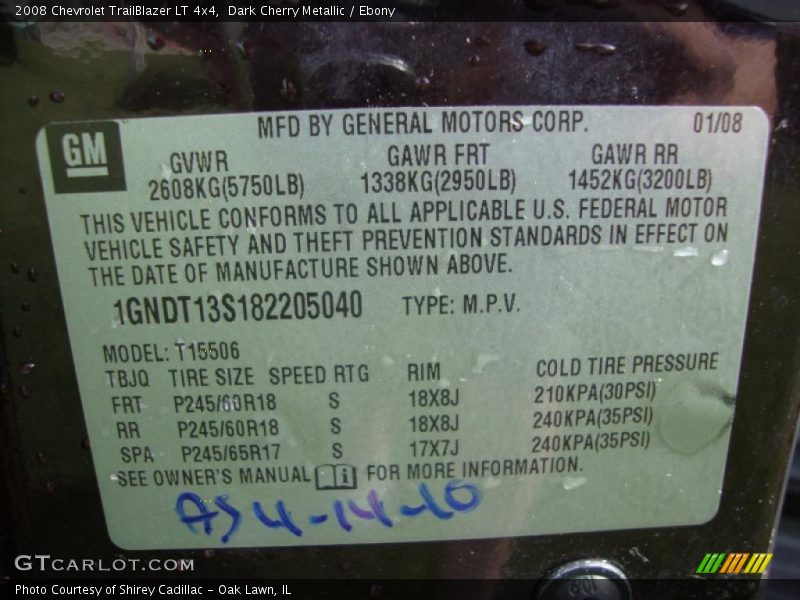 2008 Chevrolet TrailBlazer LT 4x4, Dark Cherry Metallic / Ebony
GM
MFD BY GENERAL MOTORS CORP. 01/08
GVWR GAWR FRT GAWR RR
2608KG(5750LB) 1338KG(2950LB) 1452KG(3200LB)
THIS VEHICLE CONFORMS TO ALL APPLICABLE U.S. FEDERAL MOTOR
VEHICLE SAFETY AND THEFT PREVENTION STANDARDS IN EFFECT ON
THE DATE OF MANUFACTURE SHOWN ABOVE.
1GNDT13S182205040 TYPE: M.P.V.
MODEL: T15506
TBJQ TIRE SIZE SPEED RTG RIM COLD TIRE PRESSURE
FRT P245/60R18 S 18X8J 210KPA(30PSI)
RR P245/60R18 S 18X8J 240KPA(35PSI)
SPA P245/65R17 S 17X7J 240KPA(35PSI)
SEE OWNER'S MANUAL i FOR MORE INFORMATION.
AS 4-14-10
GTCARLOT.COM
Photo Courtesy of Shirey Cadillac - Oak Lawn, IL